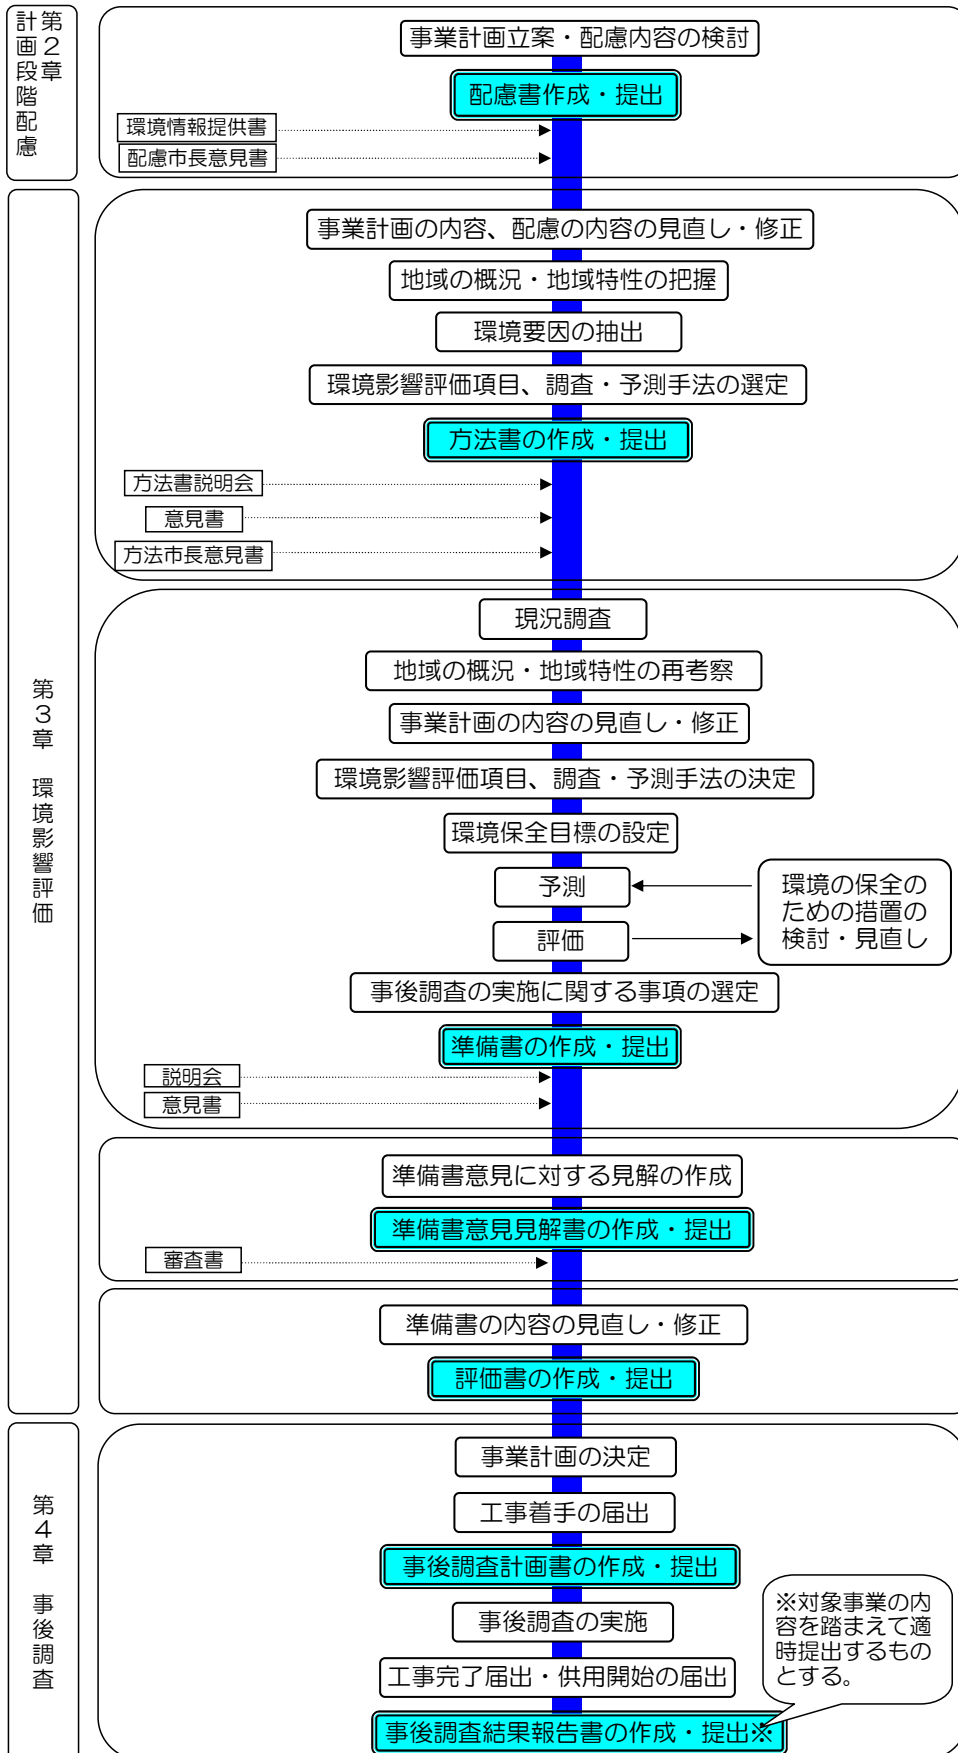 第2章
計画段階配慮
事業計画立案・配慮内容の検討
配慮書作成・提出
環境情報提供書
配慮市長意見書
第3章 環境影響評価
事業計画の内容、配慮の内容の見直し・修正
地域の概況・地域特性の把握
環境要因の抽出
環境影響評価項目、調査・予測手法の選定
方法書の作成・提出
方法書説明会
意見書
方法市長意見書
現況調査
地域の概況・地域特性の再考察
事業計画の内容の見直し・修正
環境影響評価項目、調査・予測手法の決定
環境保全目標の設定
予測
評価
環境の保全の
ための措置の
検討・見直し
事後調査の実施に関する事項の選定
準備書の作成・提出
説明会
意見書
準備書意見に対する見解の作成
準備書意見見解書の作成・提出
審査書
準備書の内容の見直し・修正
評価書の作成・提出
第4章 事後調査
事業計画の決定
工事着手の届出
事後調査計画書の作成・提出
事後調査の実施
工事完了届出・供用開始の届出
事後調査結果報告書の作成・提出※
※対象事業の内
容を踏まえて適
時提出するもの
とする。